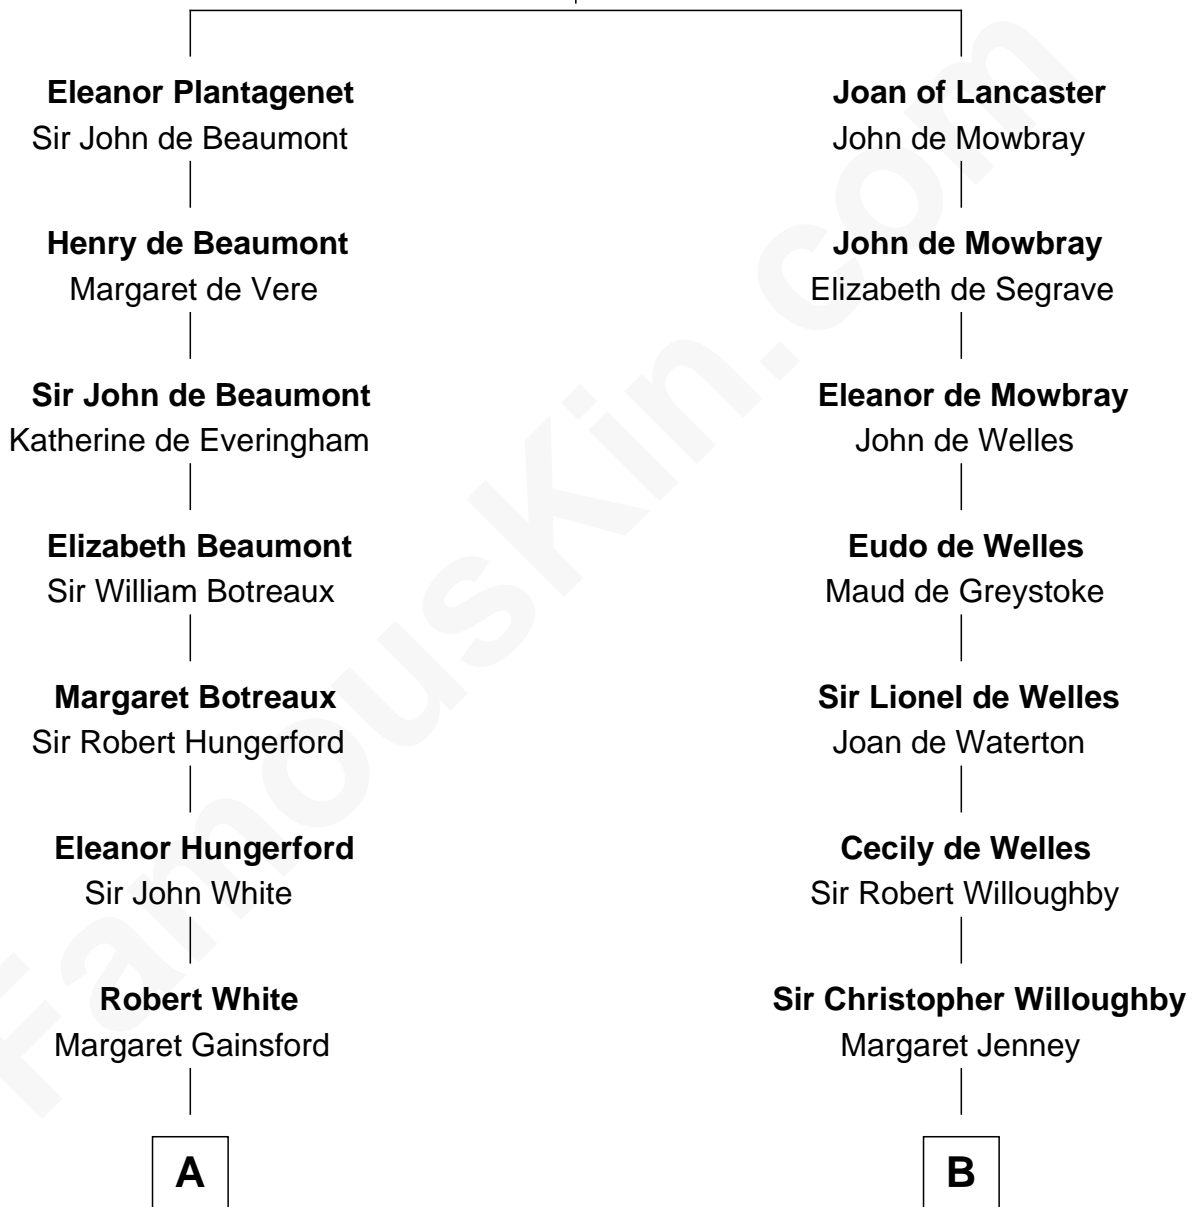 Eleanor Plantagenet
Sir John de Beaumont
Henry de Beaumont
Margaret de Vere
Sir John de Beaumont
Katherine de Everingham
Elizabeth Beaumont
Sir William Botreaux
Margaret Botreaux
Sir Robert Hungerford
Eleanor Hungerford
Sir John White
Robert White
Margaret Gainsford
A
Joan of Lancaster
John de Mowbray
John de Mowbray
Elizabeth de Segrave
Eleanor de Mowbray
John de Welles
Eudo de Welles
Maud de Greystoke
Sir Lionel de Welles
Joan de Waterton
Cecily de Welles
Sir Robert Willoughby
Sir Christopher Willoughby
Margaret Jenney
B
FamousKin.com